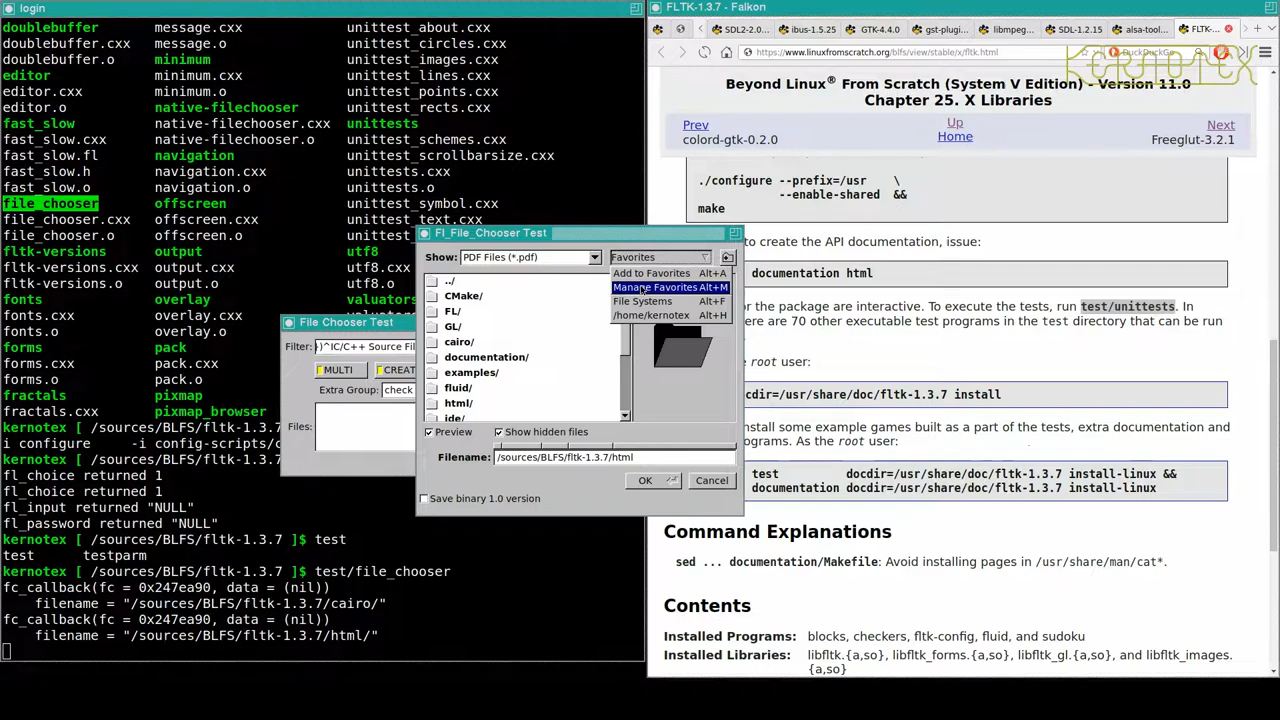 login
doublebuffer message.cxx unittest_about.cxx
doublebuffer.cxx message.o unittest_circles.cxx
doublebuffer.o minimum unittest_images.cxx
editor minimum.cxx unittest_lines.cxx
editor.cxx minimum.o unittest_points.cxx
editor.o native-filechooser unittest_rects.cxx
fast_slow native-filechooser.cxx unittests
fast_slow.cxx native-filechooser.o unittest_schemes.cxx
fast_slow.fl navigation unittest_scrollbarsize.cxx
fast_slow.h navigation.cxx unittests.cxx
fast_slow.o navigation.o unittests.o
file_chooser offscreen unittest_symbol.cxx
file_chooser.cxx offscreen.cxx unittest_text.cxx
file_chooser.o offscreen.o
fltk-versions output utf8
fltk-versions.cxx output.cxx
fltk-versions.o output.o
fonts overlay valuators
fonts.cxx overlay.cxx
fonts.o overlay.o
forms pack
forms.cxx pack.cxx
forms.o pack.o
fractals pixmap
fractals.cxx pixmap_browser
kernotex [ /sources/BLFS/
i configure -i config-scripts/
kernotex [ /sources/BLFS/
fl_choice returned 1
fl_choice returned 1
fl_input returned "NULL"
fl_password returned "NULL"
kernotex [ /sources/BLFS/fltk-1.3.7 ]$ test
test testparm
kernotex [ /sources/BLFS/fltk-1.3.7 ]$ test/file_chooser
fc_callback(fc = 0x247ea90, data = (nil))
filename = "/sources/BLFS/fltk-1.3.7/cairo/"
fc_callback(fc = 0x247ea90, data = (nil))
filename = "/sources/BLFS/fltk-1.3.7/html/"
File Chooser Test
Filter: )^IC/C++ Source Fil
MULTI CREAT
Extra Group: check
Files:
Fl_File_Chooser Test
Show: PDF Files (*.pdf) Favorites
Add to Favorites Alt+A
Manage Favorites Alt+M
File Systems Alt+F
/home/kernotex Alt+H
../
CMake/
FL/
GL/
cairo/
documentation/
examples/
fluid/
html/
ide/
Preview Show hidden files
Filename: /sources/BLFS/fltk-1.3.7/html
OK Cancel
Save binary 1.0 version
FLTK-1.3.7 - Falkon
SDL2-2.0... ibus-1.5.25 GTK-4.4.0 gst-plug... libmpeg... SDL-1.2.15 alsa-tool... FLTK-...
https://www.linuxfromscratch.org/blfs/view/stable/x/fltk.html DuckDuckGo
KERNOTEX
Beyond Linux® From Scratch (System V Edition) - Version 11.0
Chapter 25. X Libraries
Prev Up Next
colord-gtk-0.2.0 Home Freeglut-3.2.1
./configure --prefix=/usr \
--enable-shared &&
make
to create the API documentation, issue:
documentation html
or the package are interactive. To execute the tests, run test/unittests. In
ere are 70 other executable test programs in the test directory that can be run
e root user:
cdir=/usr/share/doc/fltk-1.3.7 install
nstall some example games built as a part of the tests, extra documentation and
ograms. As the root user:
test docdir=/usr/share/doc/fltk-1.3.7 install-linux &&
documentation docdir=/usr/share/doc/fltk-1.3.7 install-linux
Command Explanations
sed ... documentation/Makefile: Avoid installing pages in /usr/share/man/cat*.
Contents
Installed Programs: blocks, checkers, fltk-config, fluid, and sudoku
Installed Libraries: libfltk.{a,so}, libfltk_forms.{a,so}, libfltk_gl.{a,so}, and libfltk_images.
{a,so}